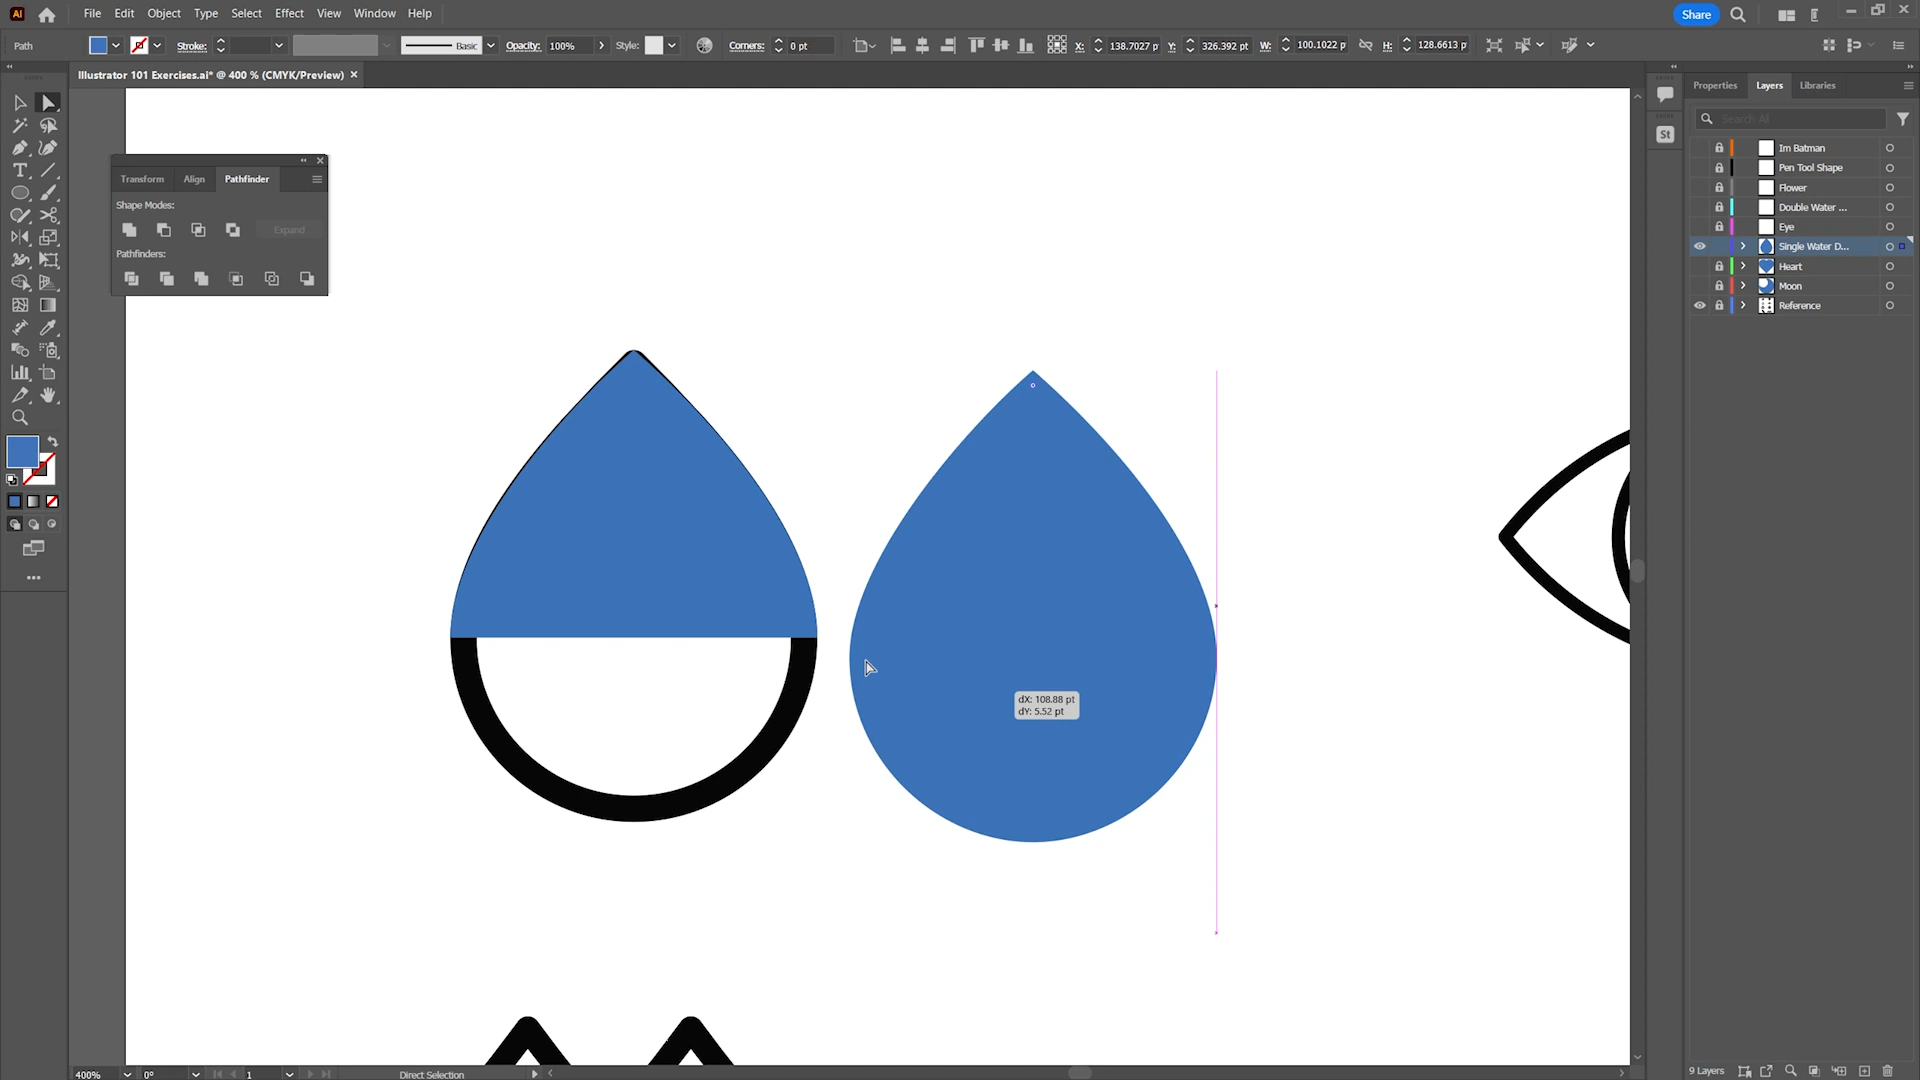 Ai File Edit Object Type Select Effect View Window Help Share
Path Stroke: Basic Opacity: 100% Style: Corners: 0 pt X: 138.7027 p Y: 326.392 pt W: 100.1022 p H: 128.6613 p
Illustrator 101 Exercises.ai* @ 400 % (CMYK/Preview) ×
Properties Layers Libraries
Search All
St
Im Batman
Pen Tool Shape
Flower
Double Water ...
Eye
Single Water D...
Heart
Moon
Reference
Transform Align Pathfinder
Shape Modes:
Expand
Pathfinders:
dX: 108.88 pt
dY: 5.52 pt
400% 0° 1 Direct Selection
9 Layers